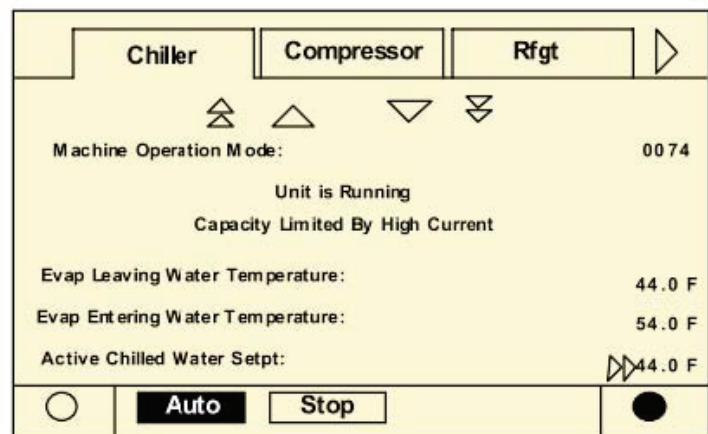 Chiller Compressor Rfgt
Machine Operation Mode: 0074
Unit is Running
Capacity Limited By High Current
Evap Leaving Water Temperature: 44.0 F
Evap Entering Water Temperature: 54.0 F
Active Chilled Water Setpt: 44.0 F
Auto Stop